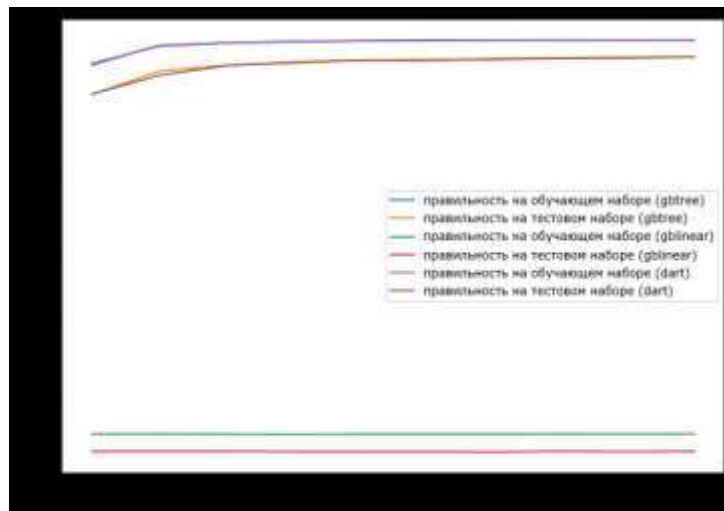 правильность на обучающем наборе (gbtree)
правильность на тестовом наборе (gbtree)
правильность на обучающем наборе (gblinear)
правильность на тестовом наборе (gblinear)
правильность на обучающем наборе (dart)
правильность на тестовом наборе (dart)